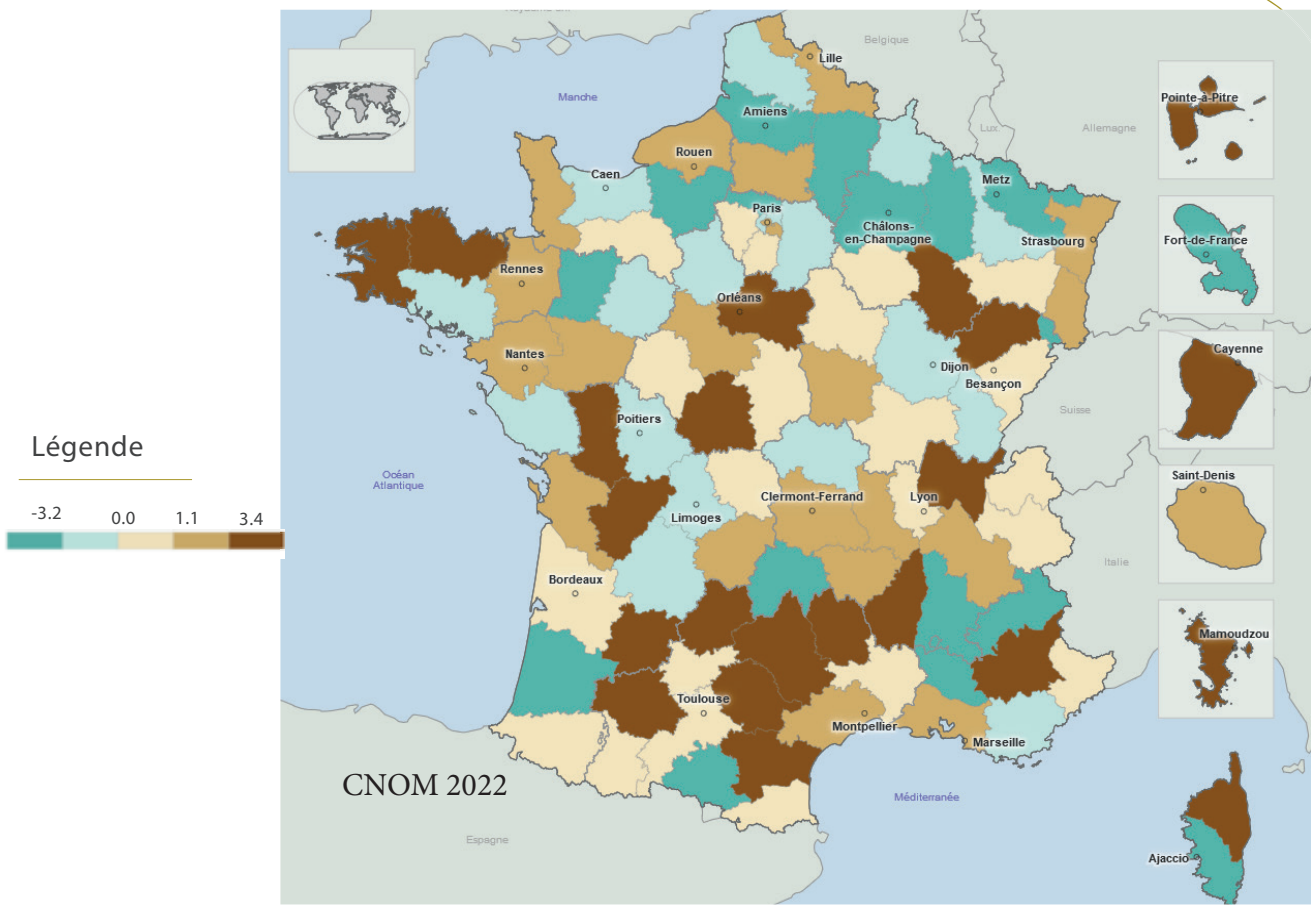 Royaume-Uni
Belgique
Lille
Manche
Lux.
Allemagne
Amiens
Rouen
Caen
Metz
Paris
Châlons-
en-Champagne
Strasbourg
Rennes
Orléans
Nantes
Dijon
Besançon
Suisse
Poitiers
Océan
Atlantique
Clermont-Ferrand
Lyon
Limoges
Italie
Bordeaux
Toulouse
Montpellier
Marseille
CNOM 2022
Méditerranée
Espagne
Ajaccio
Pointe-à-Pitre
Fort-de-France
Cayenne
Saint-Denis
Mamoudzou
Légende
-3.2 0.0 1.1 3.4